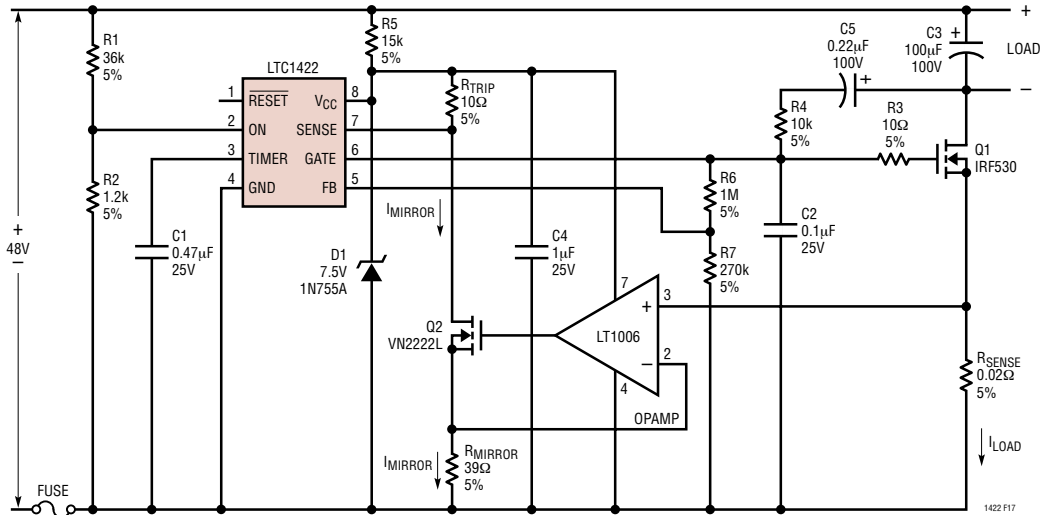 +
48V
−
FUSE
R1
36k
5%
R2
1.2k
5%
C1
0.47µF
25V
LTC1422
1 RESET
2 ON
3 TIMER
4 GND
VCC 8
SENSE 7
GATE 6
FB 5
R5
15k
5%
RTRIP
10Ω
5%
IMIRROR
D1
7.5V
1N755A
C4
1µF
25V
Q2
VN2222L
IMIRROR
RMIRROR
39Ω
5%
7
+ 3
LT1006
− 2
4
OPAMP
R6
1M
5%
R7
270k
5%
R4
10k
5%
C2
0.1µF
25V
C5
0.22µF
100V
+
R3
10Ω
5%
C3
100µF
100V
+
+
LOAD
−
Q1
IRF530
RSENSE
0.02Ω
5%
ILOAD
1422 F17